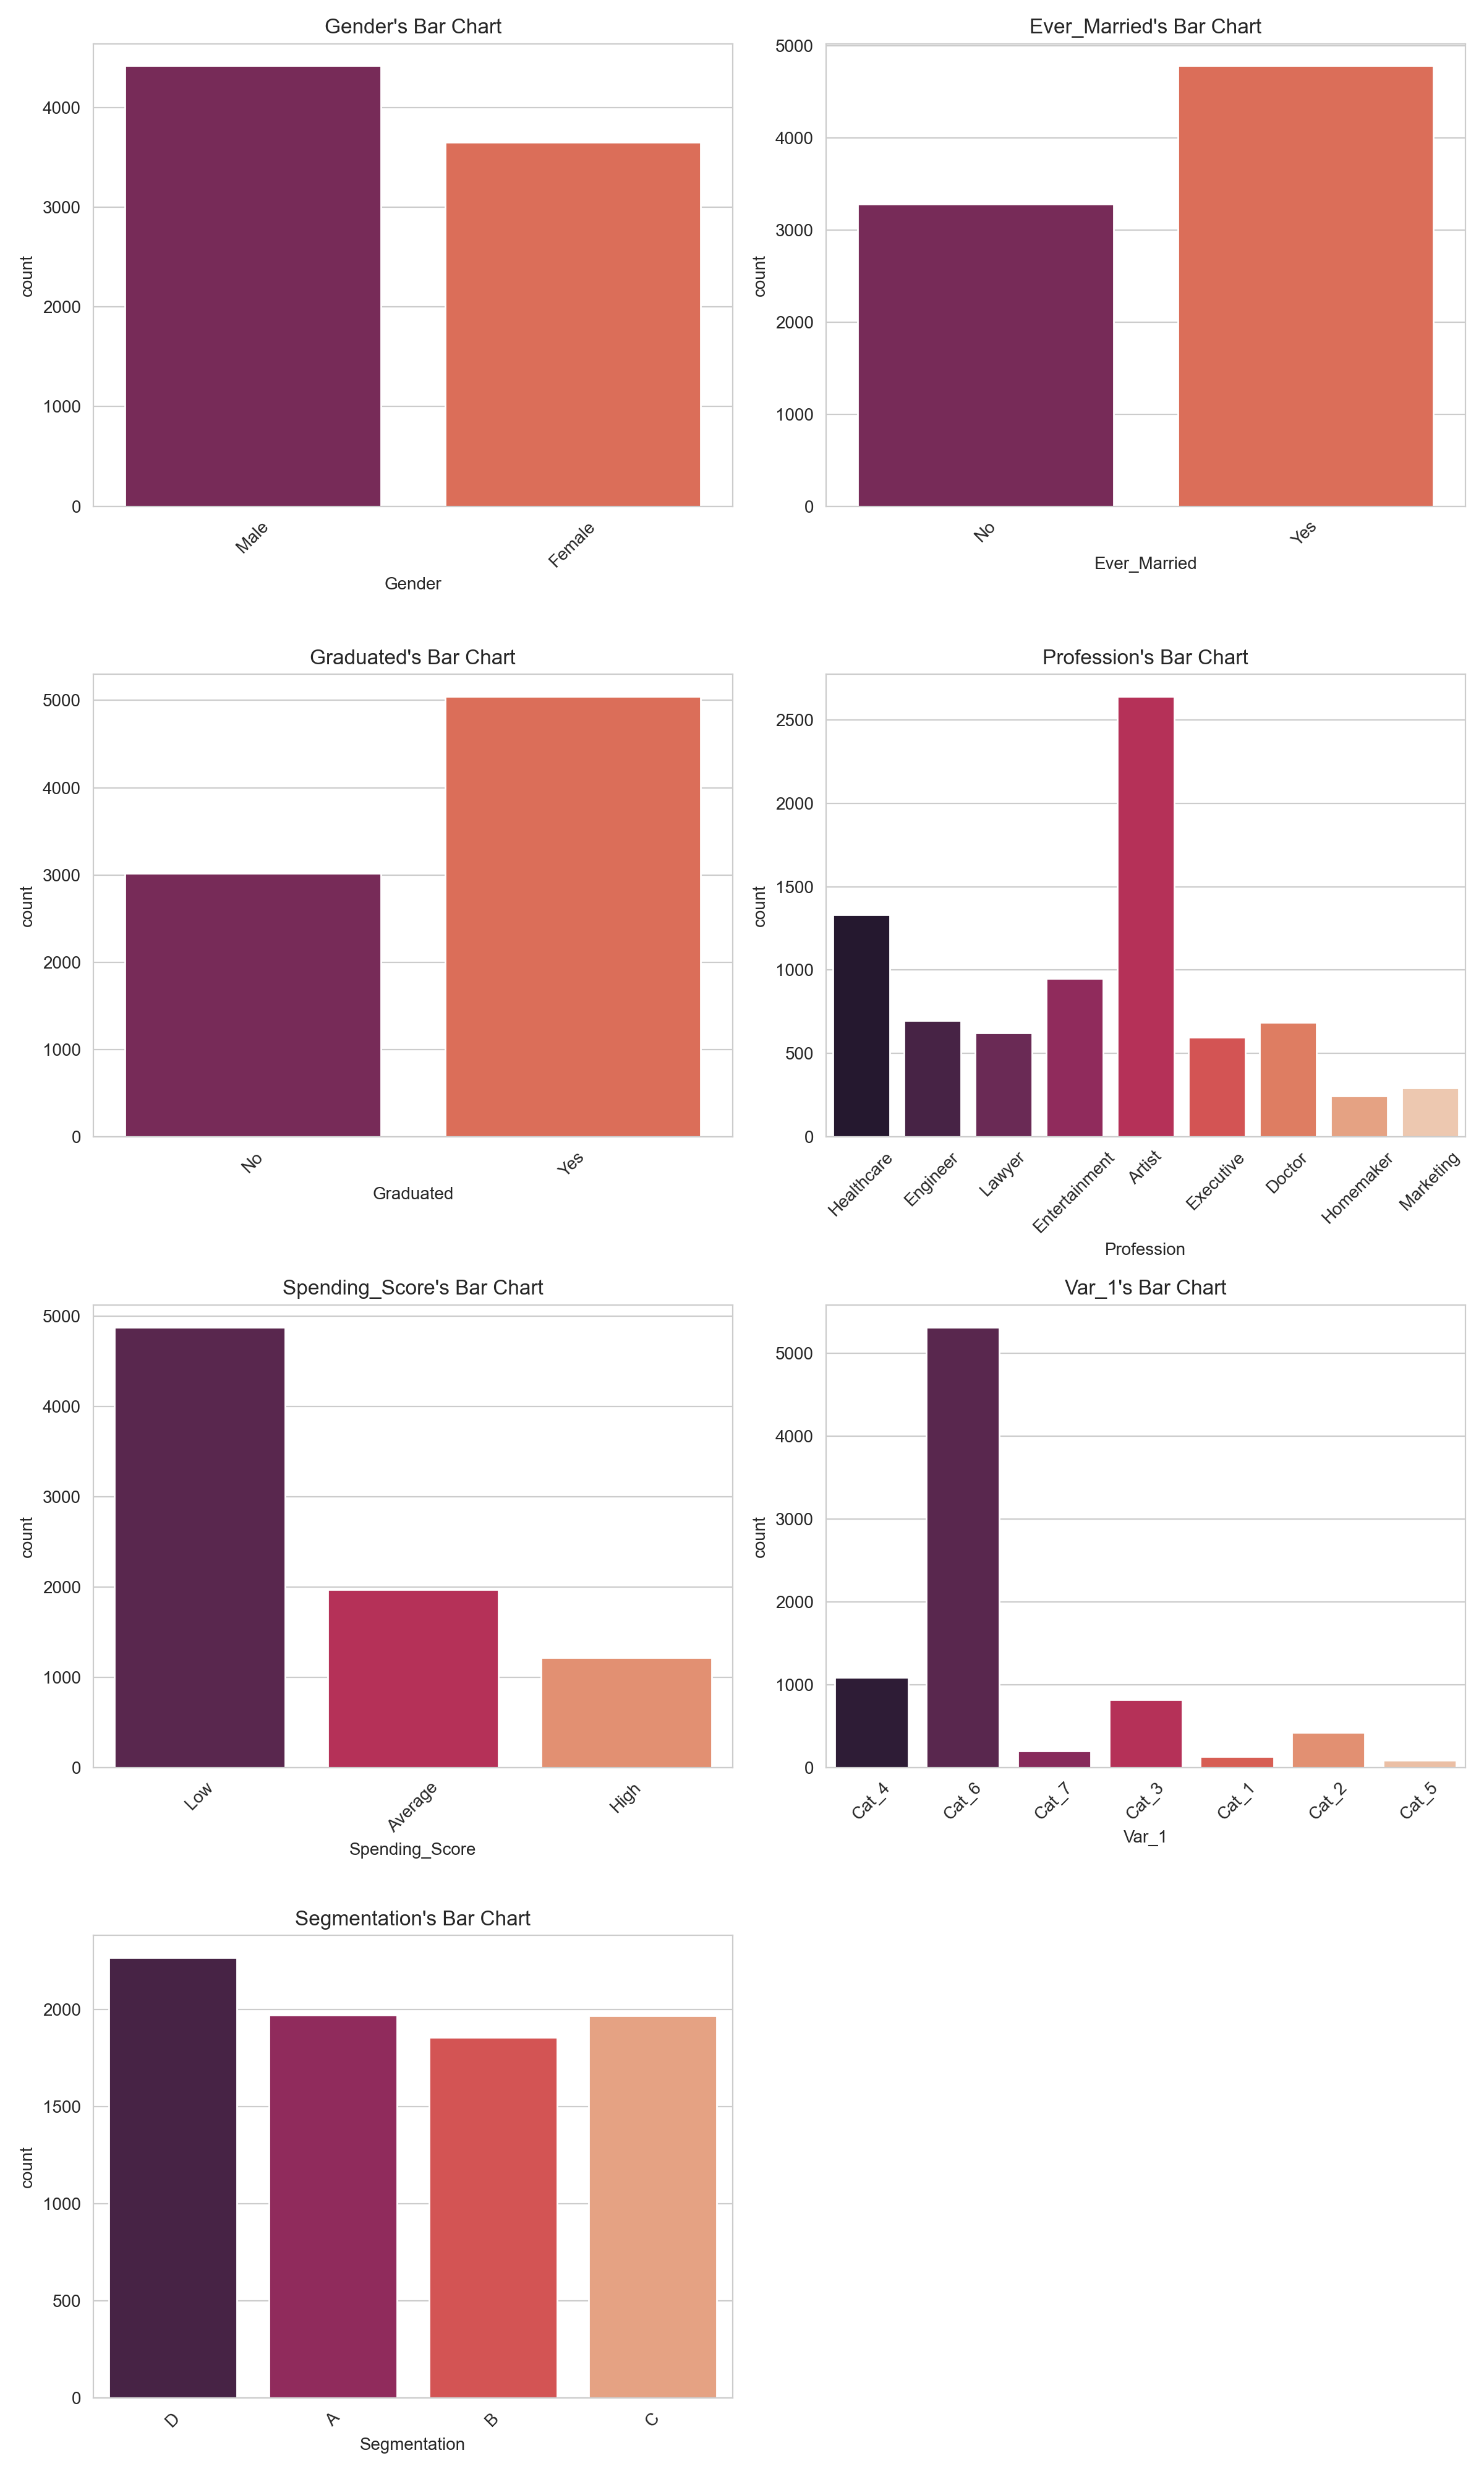 Gender's Bar Chart
4000
3000
2000
1000
0
count
Male
Female
Gender
Ever_Married's Bar Chart
5000
4000
3000
2000
1000
0
count
No
Yes
Ever_Married
Graduated's Bar Chart
5000
4000
3000
2000
1000
0
count
No
Yes
Graduated
Profession's Bar Chart
2500
2000
1500
1000
500
0
count
Healthcare
Engineer
Lawyer
Entertainment
Artist
Executive
Doctor
Homemaker
Marketing
Profession
Spending_Score's Bar Chart
5000
4000
3000
2000
1000
0
count
Low
Average
High
Spending_Score
Var_1's Bar Chart
5000
4000
3000
2000
1000
0
count
Cat_4
Cat_6
Cat_7
Cat_3
Cat_1
Cat_2
Cat_5
Var_1
Segmentation's Bar Chart
2000
1500
1000
500
0
count
D
A
B
C
Segmentation